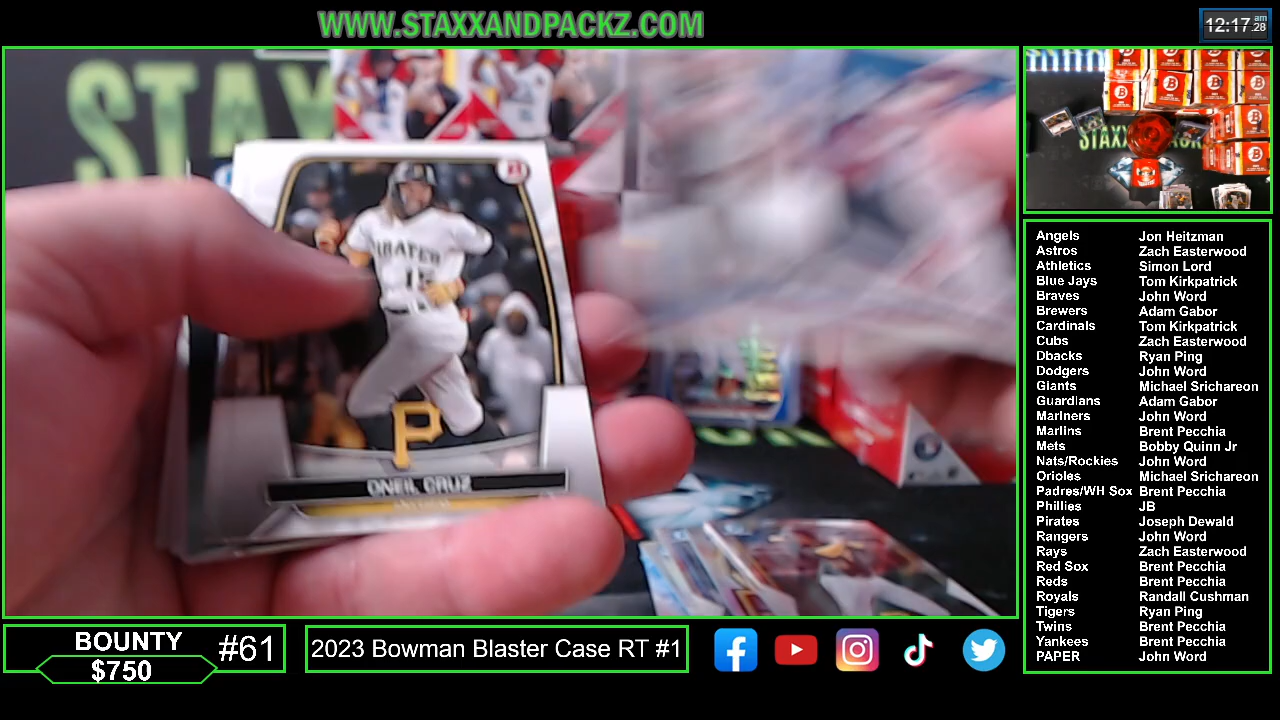 WWW.STAXXANDPACKZ.COM
12:17 am .28
STAX
PIRATES
15
P
ONEIL CRUZ
STAXX PACK
Angels Jon Heitzman
Astros Zach Easterwood
Athletics Simon Lord
Blue Jays Tom Kirkpatrick
Braves John Word
Brewers Adam Gabor
Cardinals Tom Kirkpatrick
Cubs Zach Easterwood
Dbacks Ryan Ping
Dodgers John Word
Giants Michael Srichareon
Guardians Adam Gabor
Mariners John Word
Marlins Brent Pecchia
Mets Bobby Quinn Jr
Nats/Rockies John Word
Orioles Michael Srichareon
Padres/WH Sox Brent Pecchia
Phillies JB
Pirates Joseph Dewald
Rangers John Word
Rays Zach Easterwood
Red Sox Brent Pecchia
Reds Brent Pecchia
Royals Randall Cushman
Tigers Ryan Ping
Twins Brent Pecchia
Yankees Brent Pecchia
PAPER John Word
BOUNTY #61
$750
2023 Bowman Blaster Case RT #1